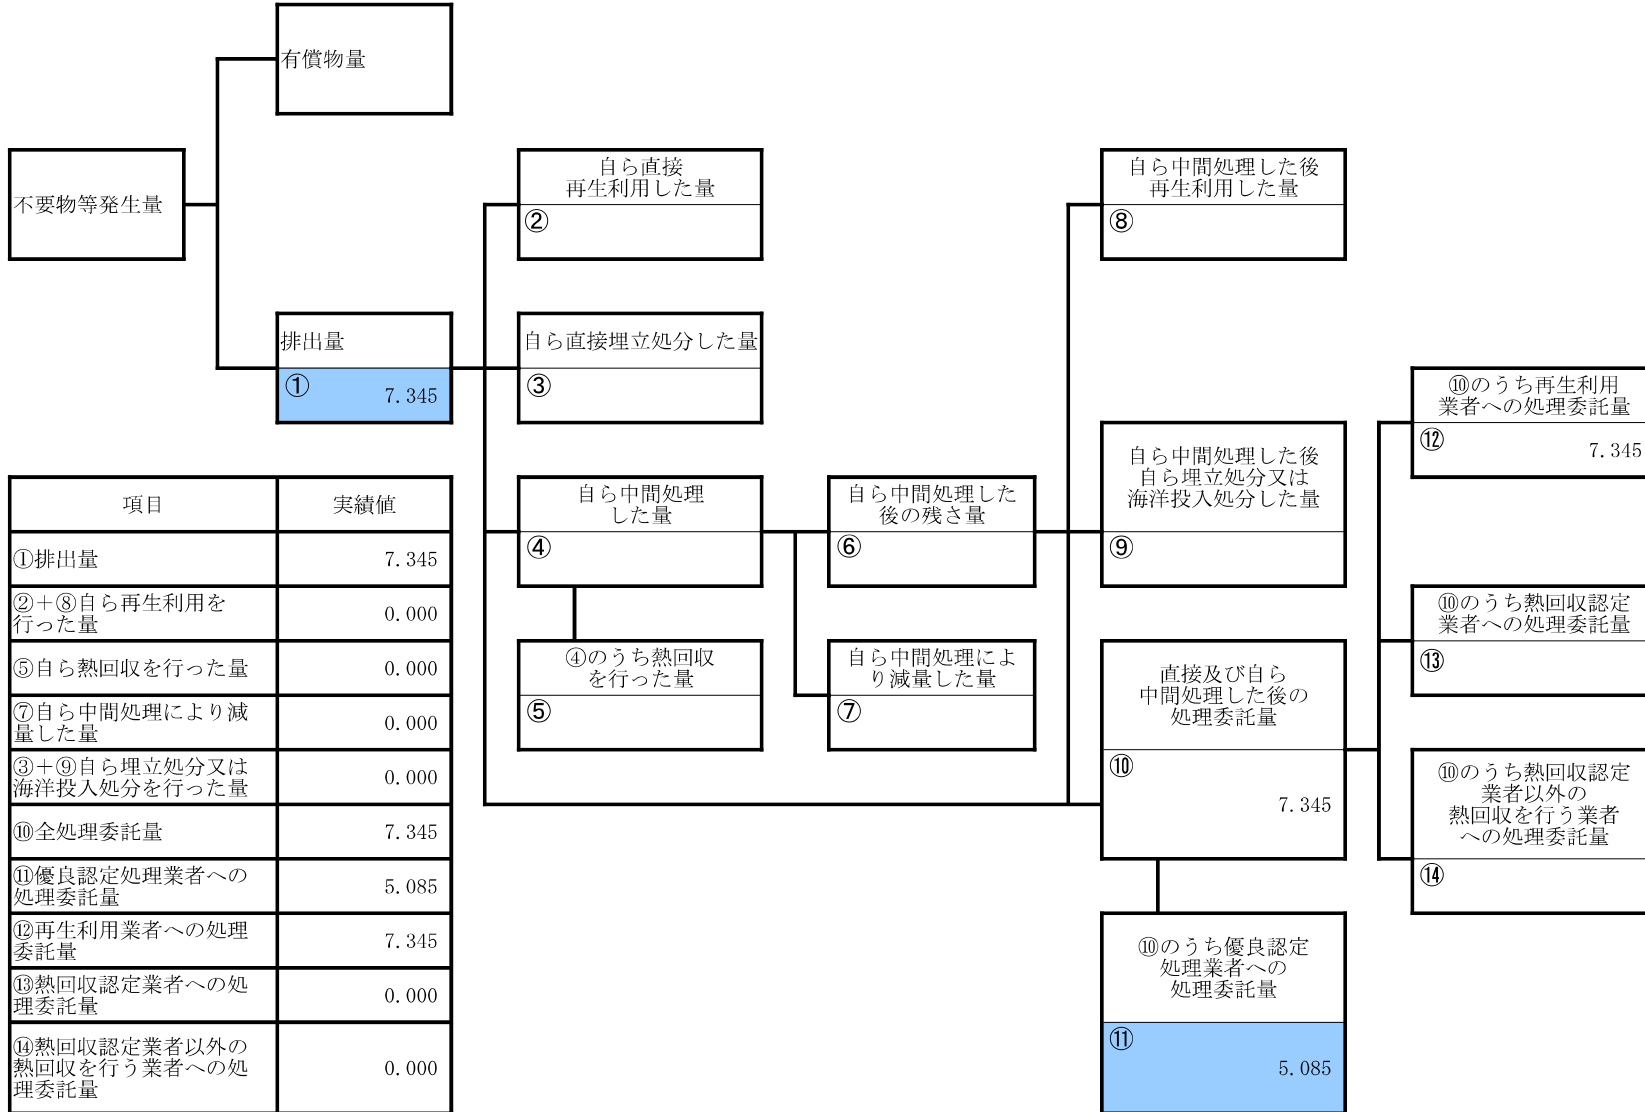 有償物量
不要物等発生量
排出量
①
7.345
自ら直接
再生利用した量
②
自ら直接埋立処分した量
③
自ら中間処理
した量
④
④のうち熱回収
を行った量
⑤
自ら中間処理した
後の残さ量
⑥
自ら中間処理によ
り減量した量
⑦
自ら中間処理した後
再生利用した量
⑧
自ら中間処理した後
自ら埋立処分又は
海洋投入処分した量
⑨
直接及び自ら
中間処理した後の
処理委託量
⑩
7.345
⑩のうち優良認定
処理業者への
処理委託量
⑪
5.085
⑩のうち再生利用
業者への処理委託量
⑫
7.345
⑩のうち熱回収認定
業者への処理委託量
⑬
⑩のうち熱回収認定
業者以外の
熱回収を行う業者
への処理委託量
⑭
項目 実績値
①排出量 7.345
②＋⑧自ら再生利用を
行った量 0.000
⑤自ら熱回収を行った量 0.000
⑦自ら中間処理により減
量した量 0.000
③＋⑨自ら埋立処分又は
海洋投入処分を行った量 0.000
⑩全処理委託量 7.345
⑪優良認定処理業者への
処理委託量 5.085
⑫再生利用業者への処理
委託量 7.345
⑬熱回収認定業者への処
理委託量 0.000
⑭熱回収認定業者以外の
熱回収を行う業者への処
理委託量 0.000